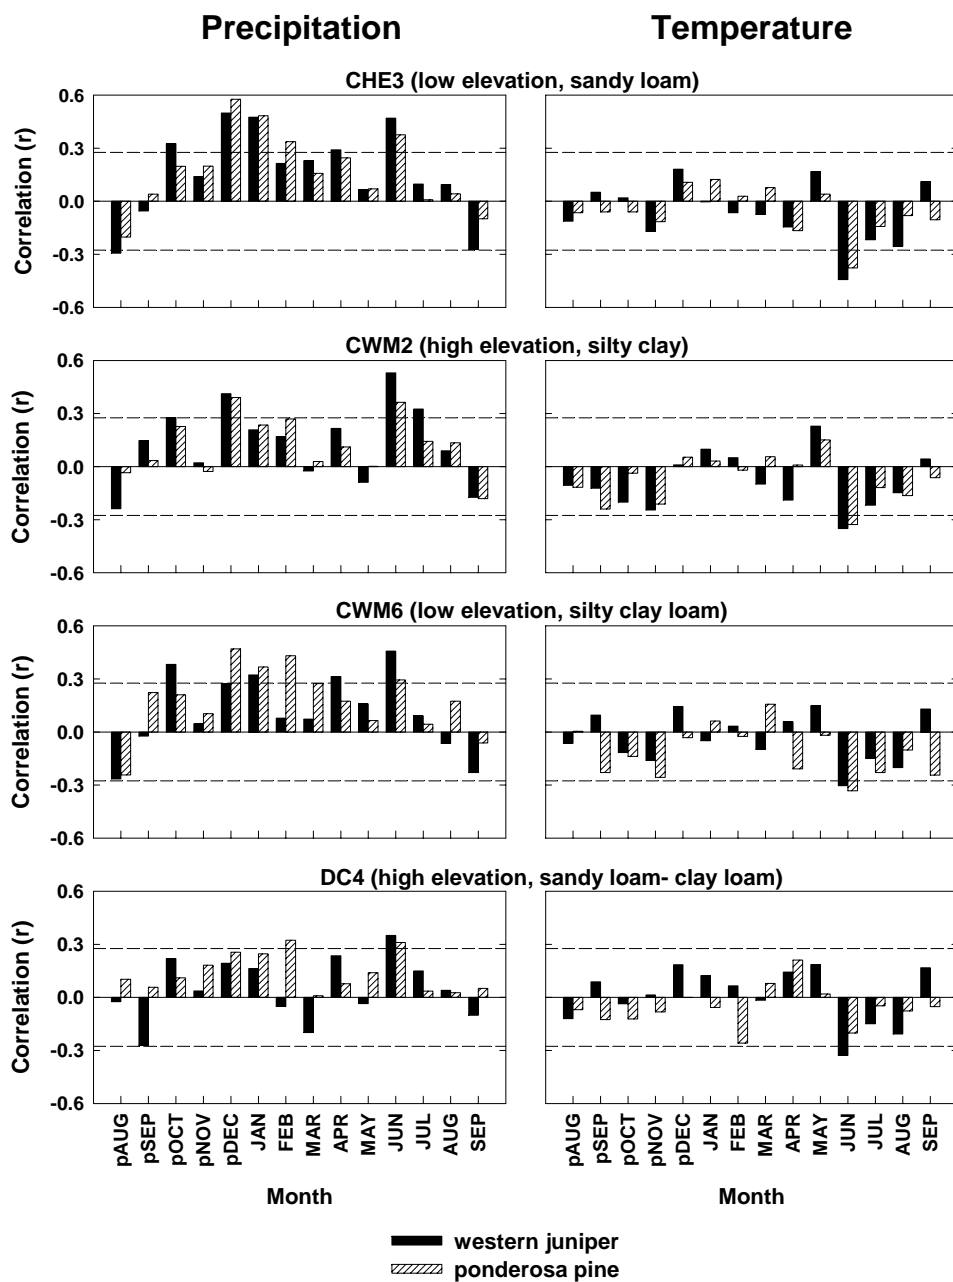 Precipitation Temperature
CHE3 (low elevation, sandy loam)
0.6
0.3
0.0
-0.3
-0.6
Correlation (r)
CWM2 (high elevation, silty clay)
0.6
0.3
0.0
-0.3
-0.6
Correlation (r)
CWM6 (low elevation, silty clay loam)
0.6
0.3
0.0
-0.3
-0.6
Correlation (r)
DC4 (high elevation, sandy loam- clay loam)
0.6
0.3
0.0
-0.3
-0.6
Correlation (r)
pAUG pSEP pOCT pNOV pDEC JAN FEB MAR APR MAY JUN JUL AUG SEP
pAUG pSEP pOCT pNOV pDEC JAN FEB MAR APR MAY JUN JUL AUG SEP
Month Month
western juniper
ponderosa pine